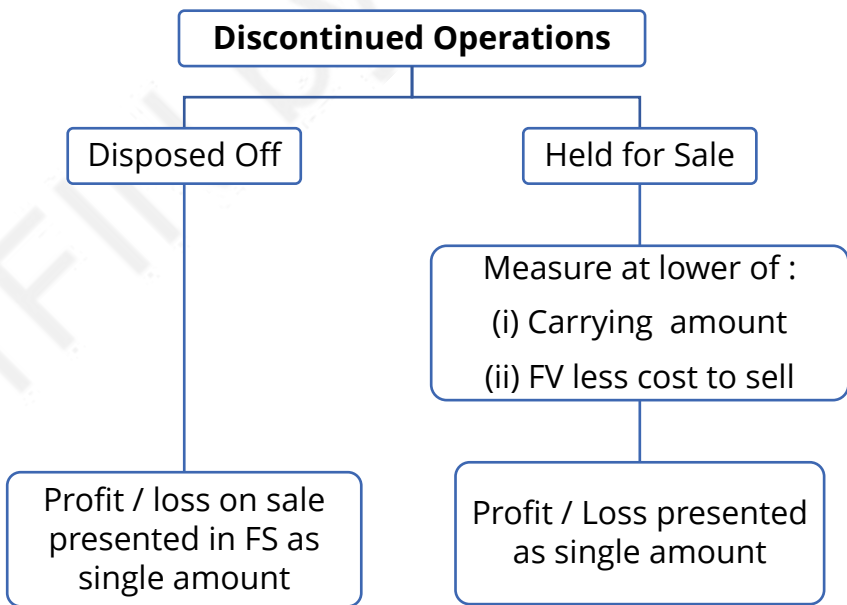 Discontinued Operations
Disposed Off
Held for Sale
Measure at lower of :
(i) Carrying  amount
(ii) FV less cost to sell
Profit / loss on sale
presented in FS as
single amount
Profit / Loss presented
as single amount